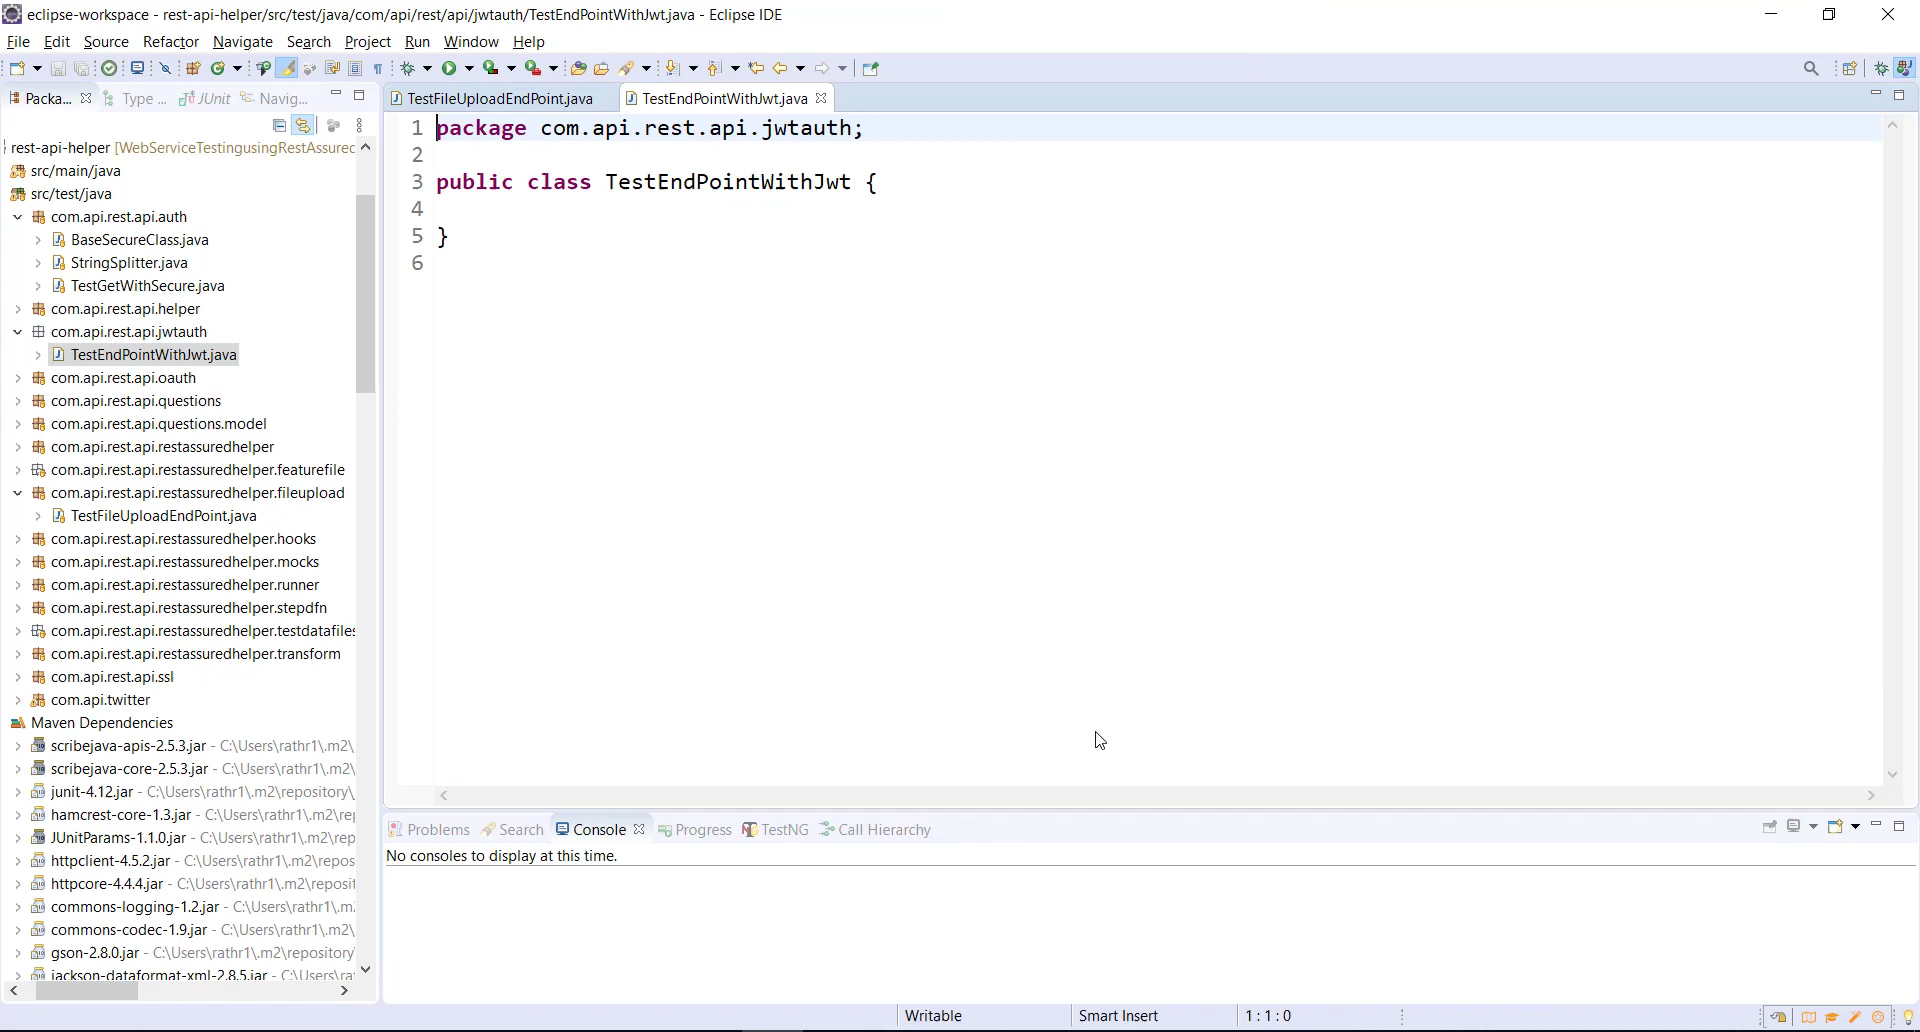 eclipse-workspace - rest-api-helper/src/test/java/com/api/rest/api/jwtauth/TestEndPointWithJwt.java - Eclipse IDE
File Edit Source Refactor Navigate Search Project Run Window Help
Packa... Type ... JUnit Navig...
TestFileUploadEndPoint.java TestEndPointWithJwt.java
rest-api-helper [WebServiceTestingusingRestAssured
src/main/java
src/test/java
com.api.rest.api.auth
BaseSecureClass.java
StringSplitter.java
TestGetWithSecure.java
com.api.rest.api.helper
com.api.rest.api.jwtauth
TestEndPointWithJwt.java
com.api.rest.api.oauth
com.api.rest.api.questions
com.api.rest.api.questions.model
com.api.rest.api.restassuredhelper
com.api.rest.api.restassuredhelper.featurefile
com.api.rest.api.restassuredhelper.fileupload
TestFileUploadEndPoint.java
com.api.rest.api.restassuredhelper.hooks
com.api.rest.api.restassuredhelper.mocks
com.api.rest.api.restassuredhelper.runner
com.api.rest.api.restassuredhelper.stepdfn
com.api.rest.api.restassuredhelper.testdatafiles
com.api.rest.api.restassuredhelper.transform
com.api.rest.api.ssl
com.api.twitter
Maven Dependencies
scribejava-apis-2.5.3.jar - C:\Users\rathr1\.m2\
scribejava-core-2.5.3.jar - C:\Users\rathr1\.m2\
junit-4.12.jar - C:\Users\rathr1\.m2\repository\
hamcrest-core-1.3.jar - C:\Users\rathr1\.m2\rep
JUnitParams-1.1.0.jar - C:\Users\rathr1\.m2\rep
httpclient-4.5.2.jar - C:\Users\rathr1\.m2\repos
httpcore-4.4.4.jar - C:\Users\rathr1\.m2\reposit
commons-logging-1.2.jar - C:\Users\rathr1\.m
commons-codec-1.9.jar - C:\Users\rathr1\.m2\
gson-2.8.0.jar - C:\Users\rathr1\.m2\repository
jackson-dataformat-xml-2.8.5.jar - C:\Users\ra
1 package com.api.rest.api.jwtauth;
2
3 public class TestEndPointWithJwt {
4
5 }
6
Problems Search Console Progress TestNG Call Hierarchy
No consoles to display at this time.
Writable Smart Insert 1 : 1 : 0